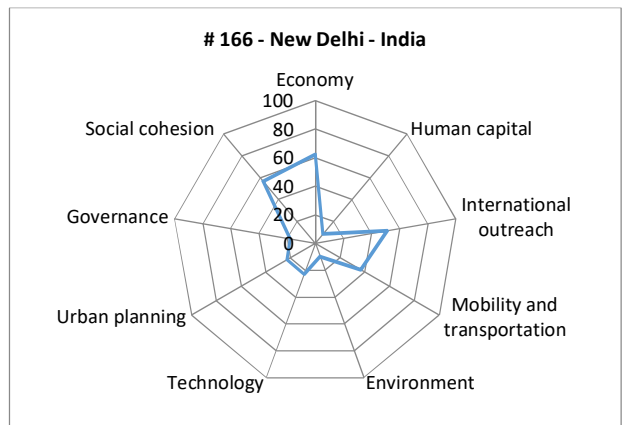 # 166 - New Delhi - India
Economy
100
80
60
40
20
0
Human capital
International
outreach
Mobility and
transportation
Environment
Technology
Urban planning
Governance
Social cohesion